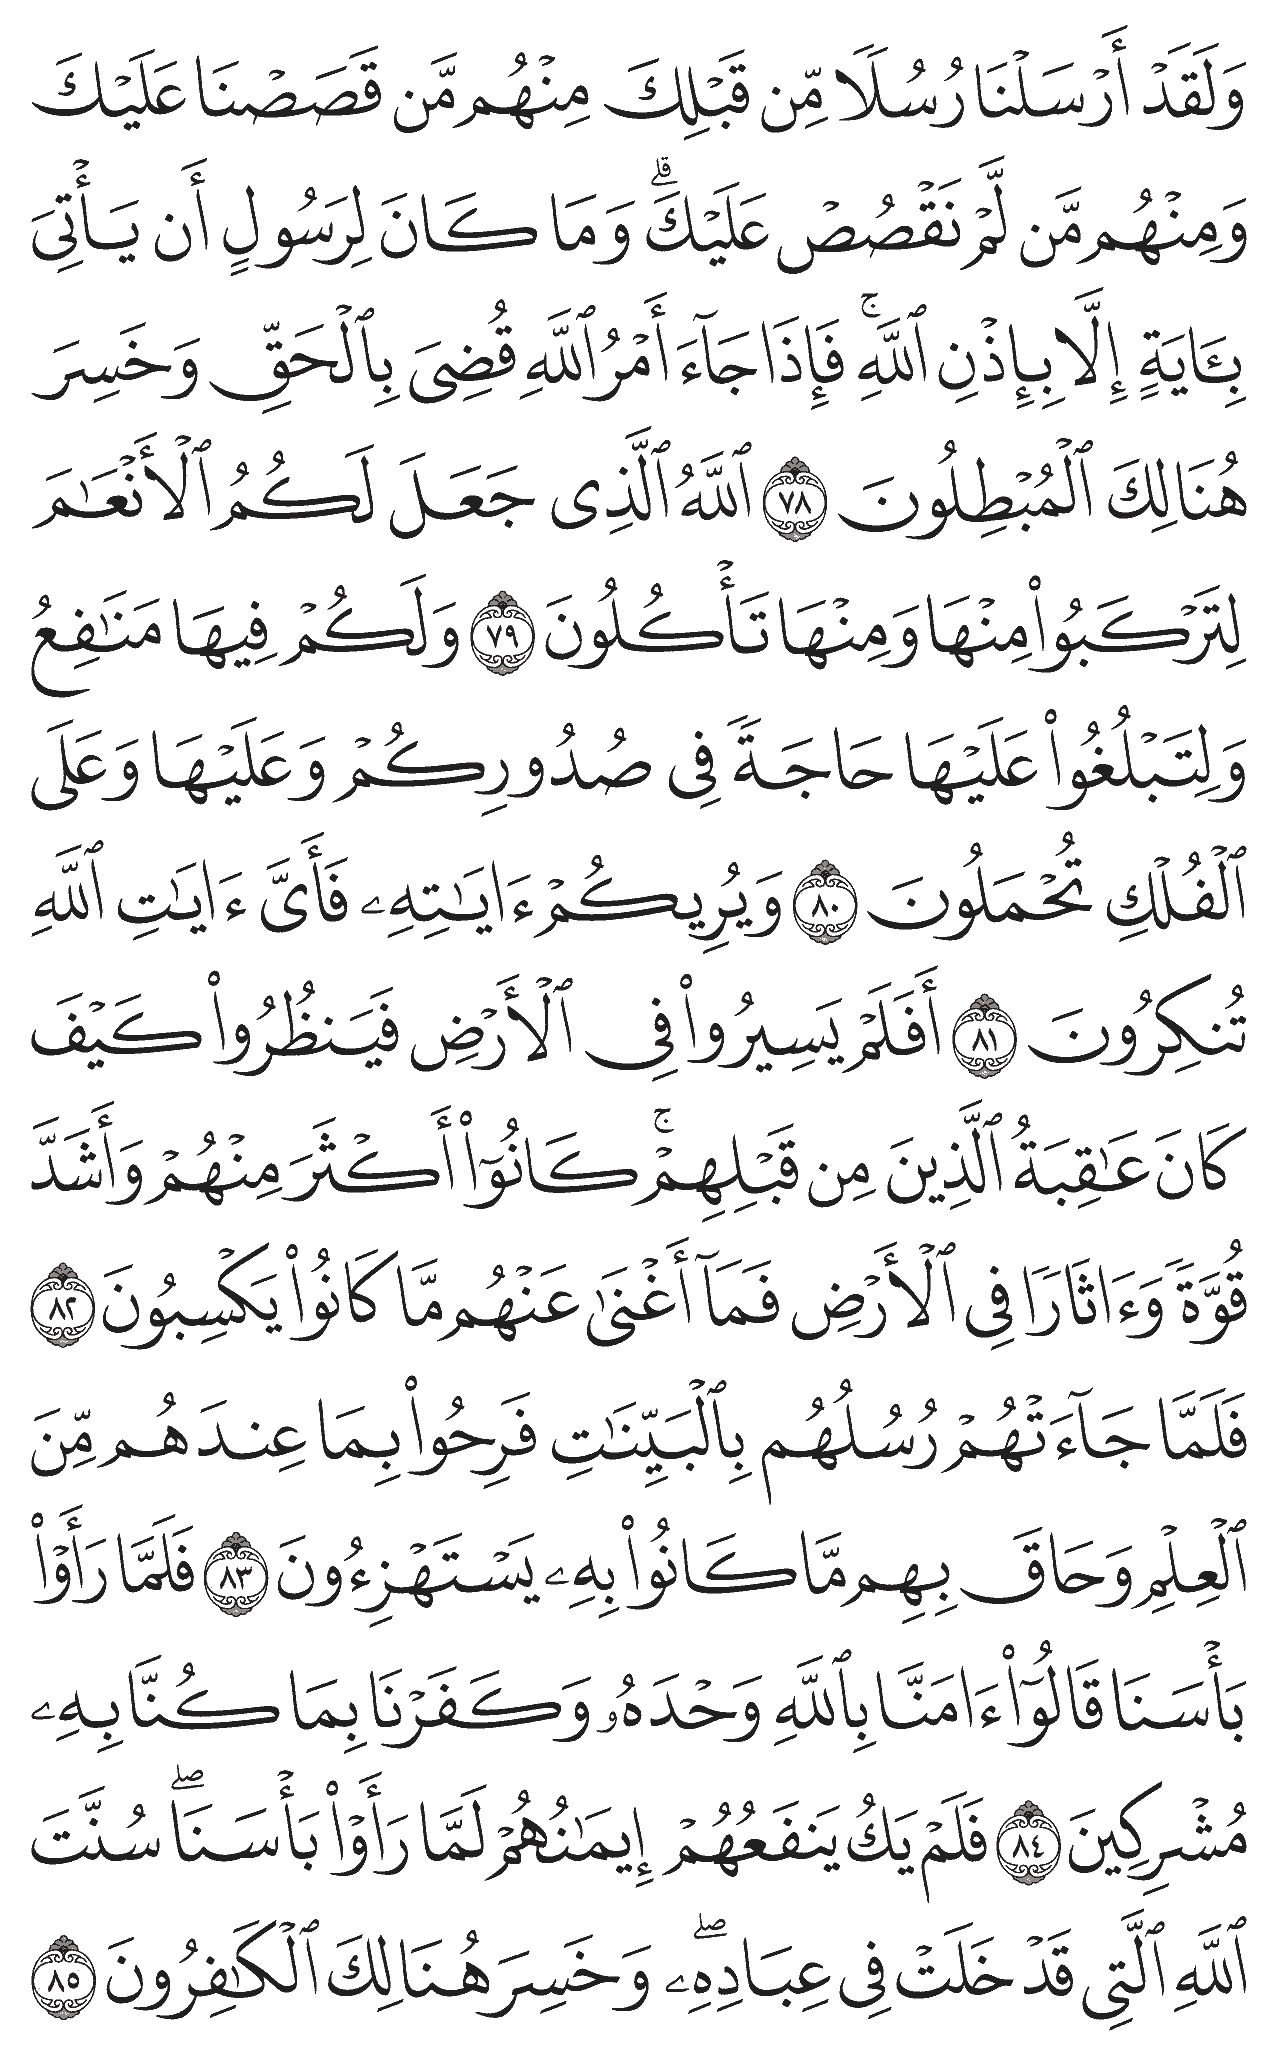 وَلَقَدْ أَرْسَلْنَا رُسُلًا مِّن قَبْلِكَ مِنْهُم مَّن قَصَصْنَا عَلَيْكَ
وَمِنْهُم مَّن لَّمْ نَقْصُصْ عَلَيْكَ ۗ وَمَا كَانَ لِرَسُولٍ أَن يَأْتِىَ
بِـَٔايَةٍ إِلَّا بِإِذْنِ ٱللَّهِ ۚ فَإِذَا جَآءَ أَمْرُ ٱللَّهِ قُضِىَ بِٱلْحَقِّ وَخَسِرَ
هُنَالِكَ ٱلْمُبْطِلُونَ ٧٨ ٱللَّهُ ٱلَّذِى جَعَلَ لَكُمُ ٱلْأَنْعَٰمَ
لِتَرْكَبُوا۟ مِنْهَا وَمِنْهَا تَأْكُلُونَ ٧٩ وَلَكُمْ فِيهَا مَنَٰفِعُ
وَلِتَبْلُغُوا۟ عَلَيْهَا حَاجَةً فِى صُدُورِكُمْ وَعَلَيْهَا وَعَلَى
ٱلْفُلْكِ تُحْمَلُونَ ٨٠ وَيُرِيكُمْ ءَايَٰتِهِۦ فَأَىَّ ءَايَٰتِ ٱللَّهِ
تُنكِرُونَ ٨١ أَفَلَمْ يَسِيرُوا۟ فِى ٱلْأَرْضِ فَيَنظُرُوا۟ كَيْفَ
كَانَ عَٰقِبَةُ ٱلَّذِينَ مِن قَبْلِهِمْ ۚ كَانُوٓا۟ أَكْثَرَ مِنْهُمْ وَأَشَدَّ
قُوَّةً وَءَاثَارًا فِى ٱلْأَرْضِ فَمَآ أَغْنَىٰ عَنْهُم مَّا كَانُوا۟ يَكْسِبُونَ ٨٢
فَلَمَّا جَآءَتْهُمْ رُسُلُهُم بِٱلْبَيِّنَٰتِ فَرِحُوا۟ بِمَا عِندَهُم مِّنَ
ٱلْعِلْمِ وَحَاقَ بِهِم مَّا كَانُوا۟ بِهِۦ يَسْتَهْزِءُونَ ٨٣ فَلَمَّا رَأَوْا۟
بَأْسَنَا قَالُوٓا۟ ءَامَنَّا بِٱللَّهِ وَحْدَهُۥ وَكَفَرْنَا بِمَا كُنَّا بِهِۦ
مُشْرِكِينَ ٨٤ فَلَمْ يَكُ يَنفَعُهُمْ إِيمَٰنُهُمْ لَمَّا رَأَوْا۟ بَأْسَنَا ۖ سُنَّتَ
ٱللَّهِ ٱلَّتِى قَدْ خَلَتْ فِى عِبَادِهِۦ ۖ وَخَسِرَ هُنَالِكَ ٱلْكَٰفِرُونَ ٨٥